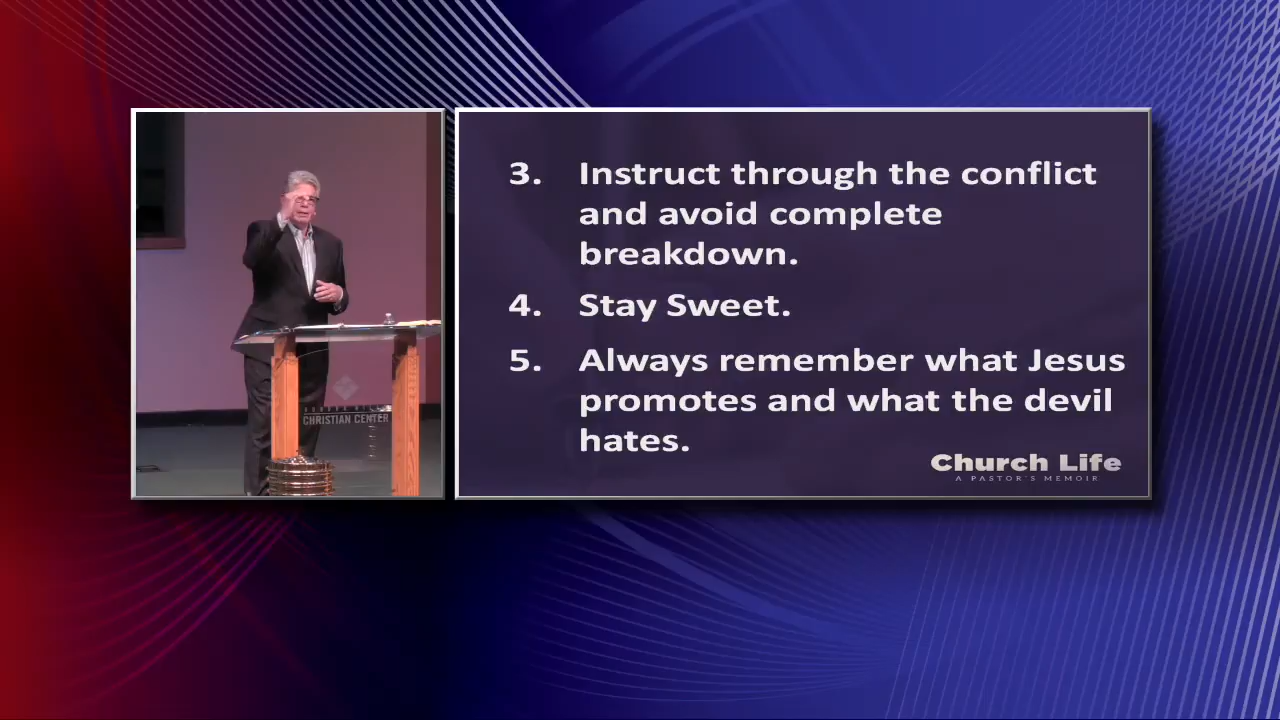 3. Instruct through the conflict
and avoid complete
breakdown.
4. Stay Sweet.
5. Always remember what Jesus
promotes and what the devil
hates.
Church Life
A PASTOR'S MEMOIR
CHRISTIAN CENTER